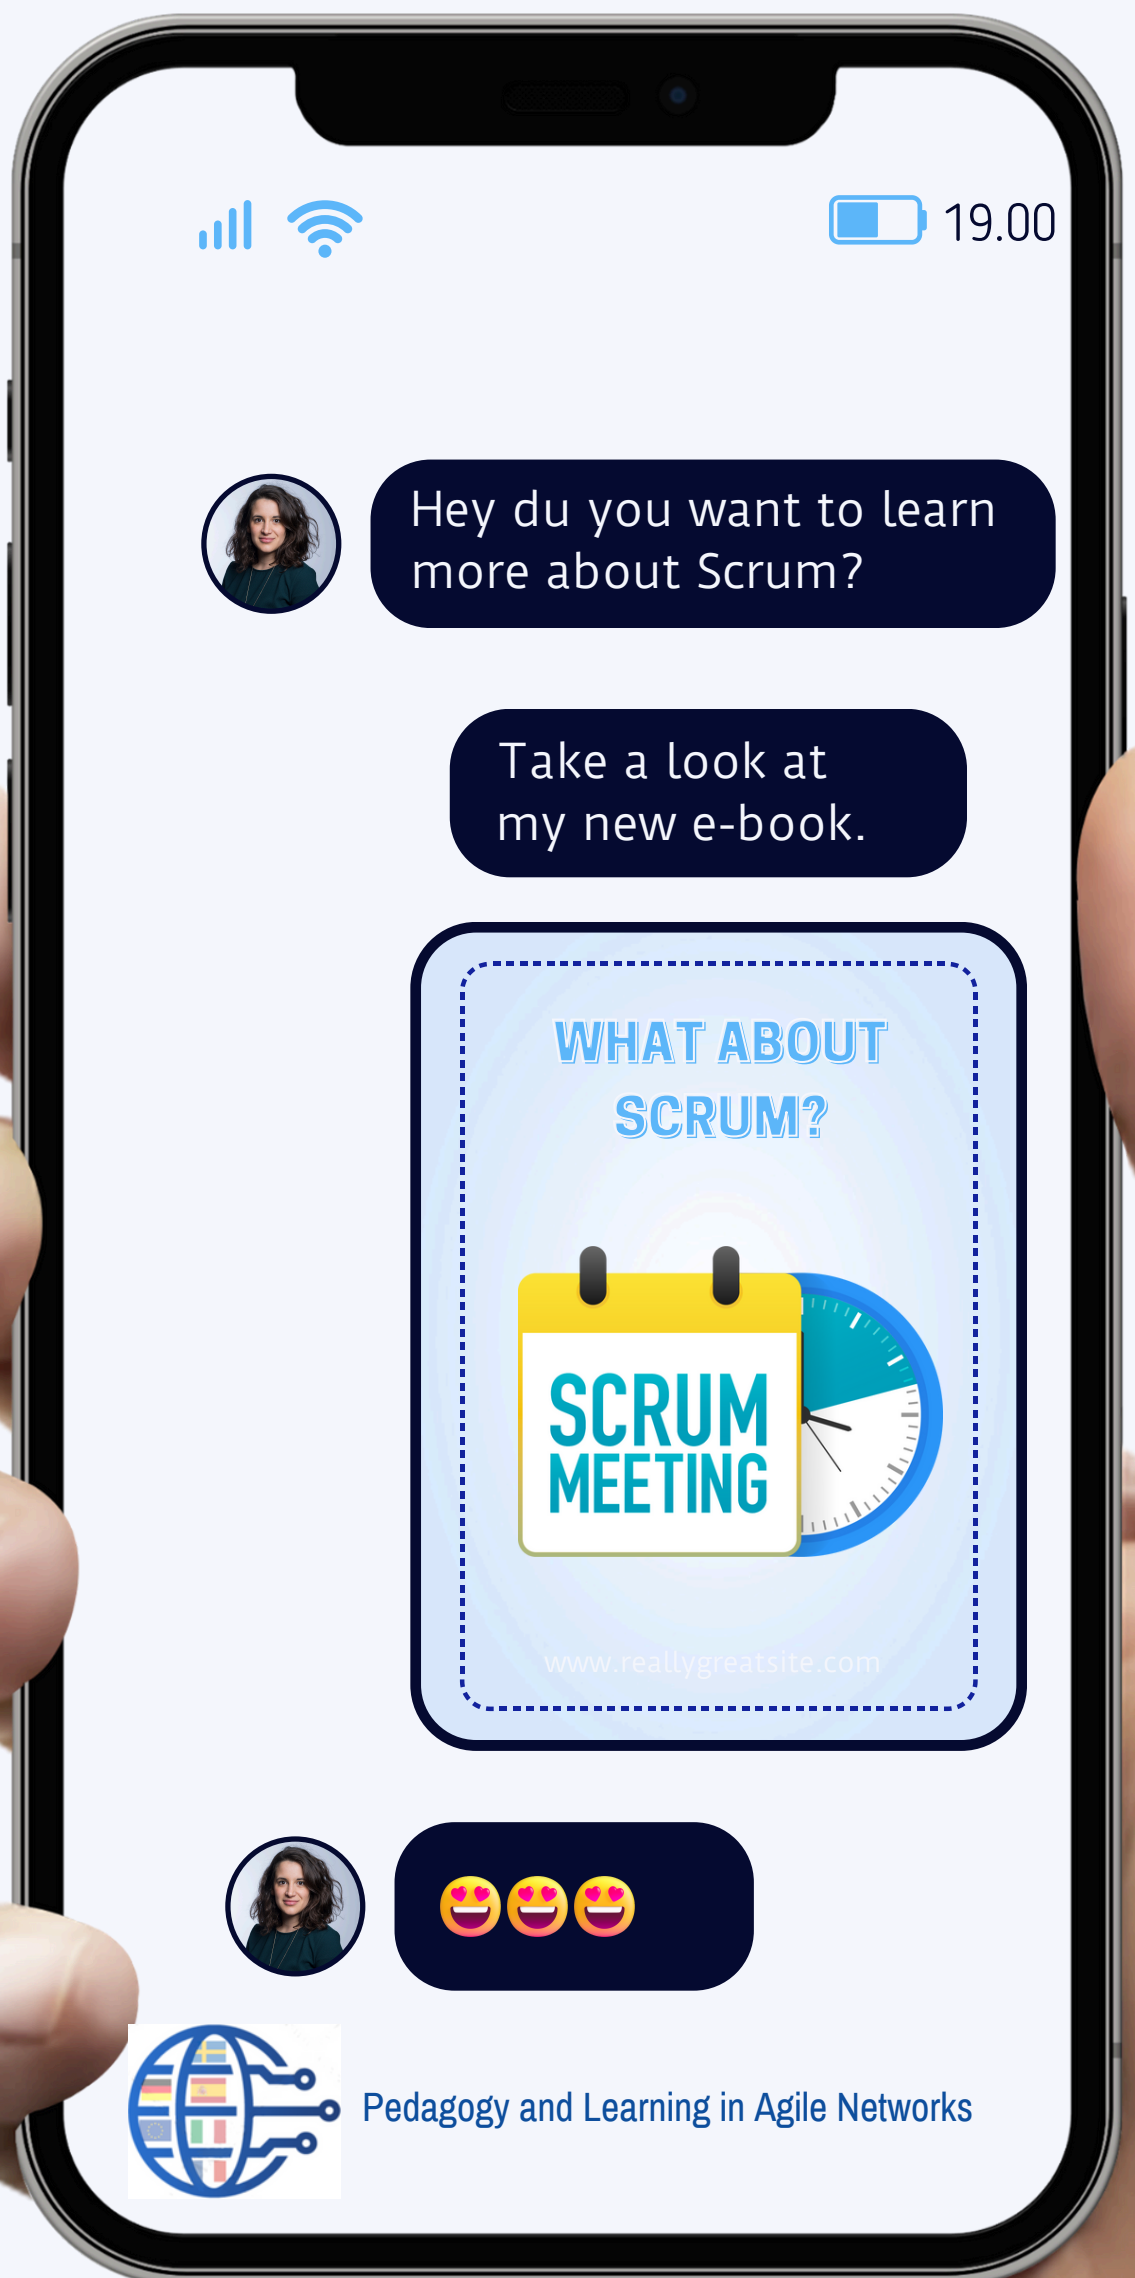 19.00
Hey du you want to learn
more about Scrum?
Take a look at
my new e-book.
WHAT ABOUT
SCRUM?
SCRUM
MEETING
www.reallygreatsite.com
😍😍😍
Pedagogy and Learning in Agile Networks